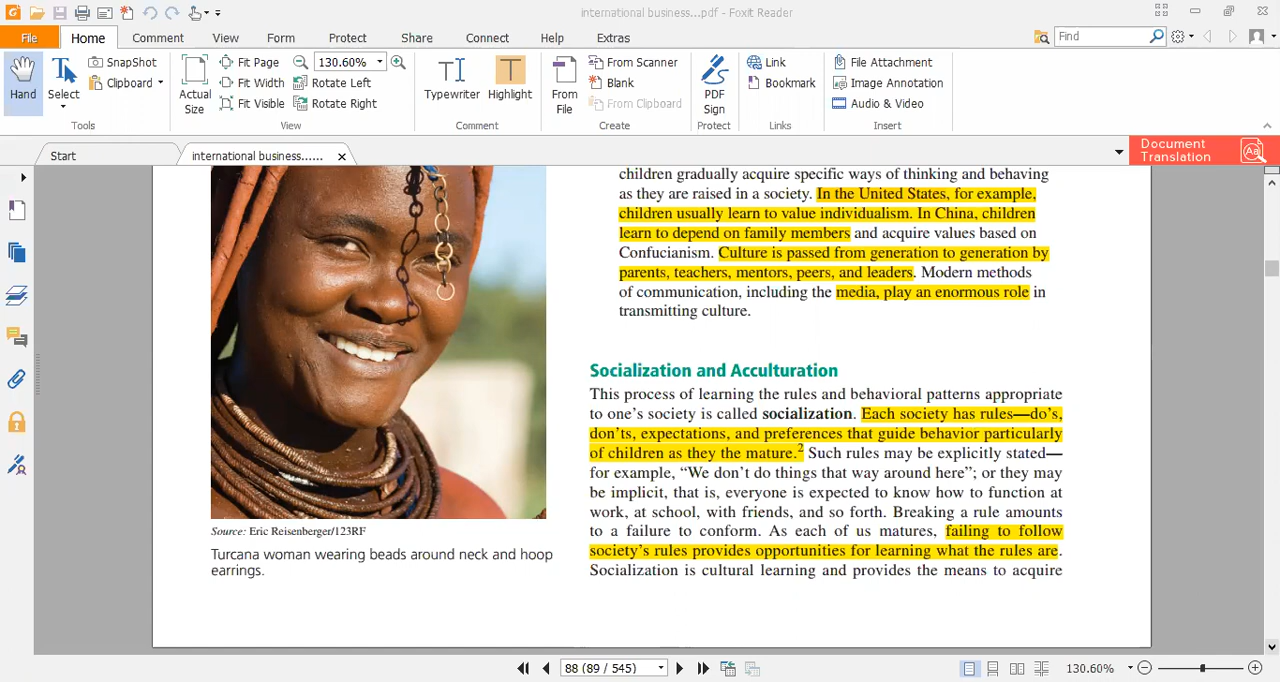 international business...pdf - Foxit Reader
File
Home
Comment
View
Form
Protect
Share
Connect
Help
Extras
Find
Hand
Select
SnapShot
Clipboard
Tools
Actual
Size
Fit Page
Fit Width
Fit Visible
130.60%
Rotate Left
Rotate Right
View
Typewriter
Highlight
Comment
From
File
From Scanner
Blank
From Clipboard
Create
PDF
Sign
Protect
Link
Bookmark
Links
File Attachment
Image Annotation
Audio & Video
Insert
Start
international business......
Document
Translation
children gradually acquire specific ways of thinking and behaving
as they are raised in a society. In the United States, for example,
children usually learn to value individualism. In China, children
learn to depend on family members and acquire values based on
Confucianism. Culture is passed from generation to generation by
parents, teachers, mentors, peers, and leaders. Modern methods
of communication, including the media, play an enormous role in
transmitting culture.
Socialization and Acculturation
This process of learning the rules and behavioral patterns appropriate
to one's society is called socialization. Each society has rules—do's,
don'ts, expectations, and preferences that guide behavior particularly
of children as they the mature.2 Such rules may be explicitly stated—
for example, “We don't do things that way around here”; or they may
be implicit, that is, everyone is expected to know how to function at
work, at school, with friends, and so forth. Breaking a rule amounts
to a failure to conform. As each of us matures, failing to follow
society's rules provides opportunities for learning what the rules are.
Socialization is cultural learning and provides the means to acquire
Source: Eric Reisenberger/123RF
Turcana woman wearing beads around neck and hoop
earrings.
88 (89 / 545)
130.60%